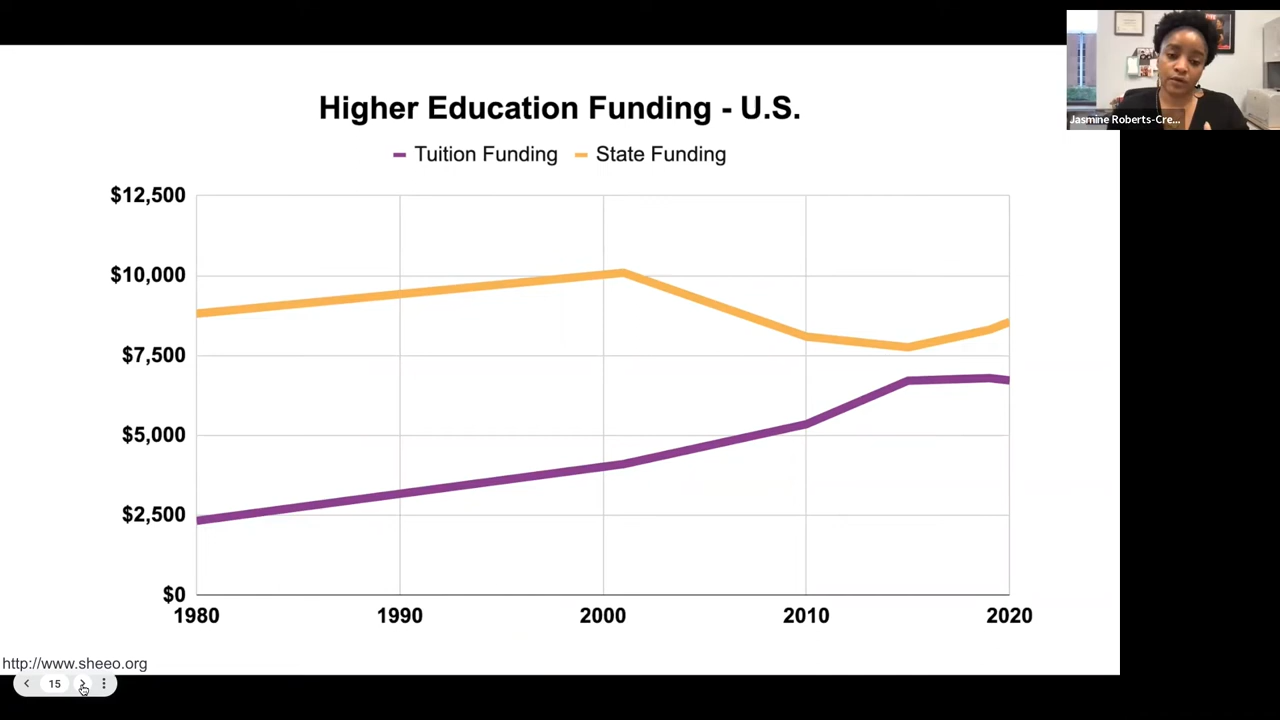 Higher Education Funding - U.S.
Tuition Funding State Funding
$12,500
$10,000
$7,500
$5,000
$2,500
$0
1980 1990 2000 2010 2020
http://www.sheeo.org
15
Jasmine Roberts-Cre...